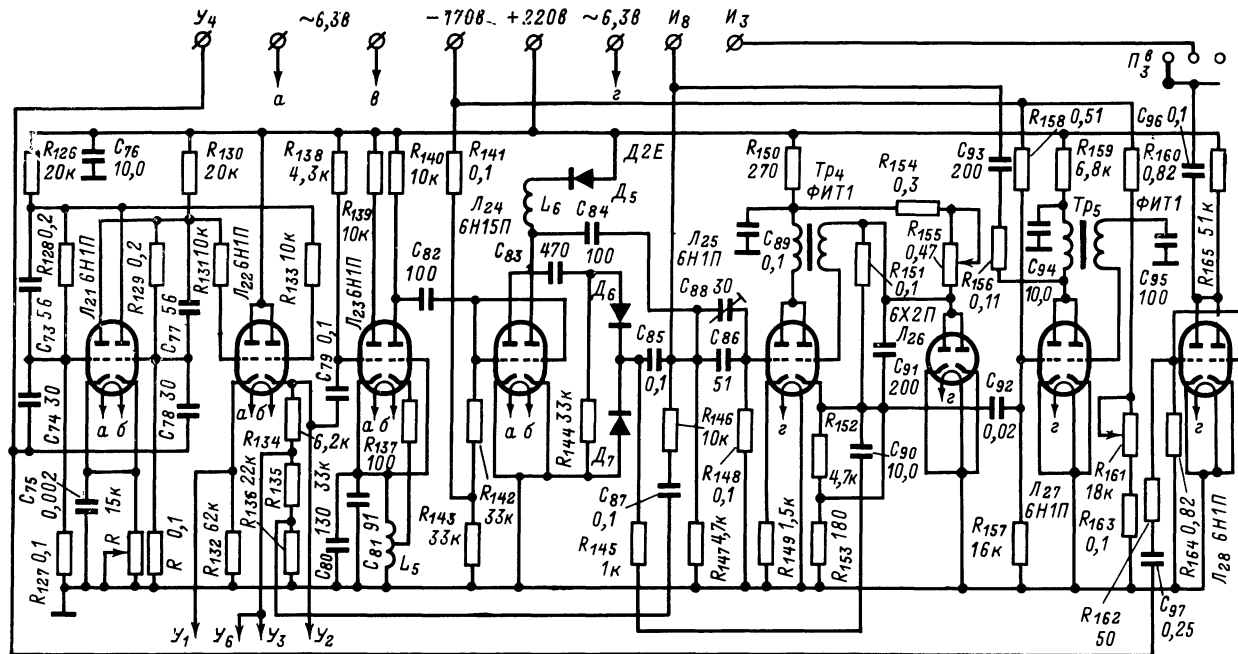 У4 ~6,3в -170в +220в ~6,3в И8 И3
П3в
а в г
R126 20к
C76 10,0
R130 20к
R138 4,3к
R140 10к
R141 0,1
Д2Е
Д5
L6
R150 270
Тр4 ФИТ1
R154 0,3
C93 200
R158 0,51
R159 6,8к
C96 0,1
R160 0,82
ФИТ1
Тр5
R165 51к
R128 0,2
Л21 6Н1П
R129 0,2
R131 10к
Л22 6Н1П
R133 10к
R139 10к
Л23 6Н1П
C82 100
Л24 6Н15П
C83 470
C84 100
Л25 6Н1П
C88 30
C89 0,1
R151 0,1
R155 0,47
R156 0,11
C94 10,0
C95 100
C73 56
C77 56
C79 0,1
Д6
C85 0,1
C86 51
6Х2П Л26
C91 200
C92 0,02
C74 30
C78 30
а б
а б
а б
а б
г
г
г
г
R134 6,2к
R137 100
R144 33к
Д7
R146 10к
R148 0,1
R152 4,7к
C90 10,0
R161 18к
C75 0,002
15к
R136 22к
R135
33к
R142 33к
C87 0,1
Л27 6Н1П
R163 0,1
R164 0,82
Л28 6Н1П
R127 0,1
R
R 0,1
R132 62к
C80 130
C81 91
L5
R143 33к
R145 1к
R147 4,7к
R149 1,5к
R153 180
R157 16к
R162 50
C97 0,25
У1 У6 У3 У2